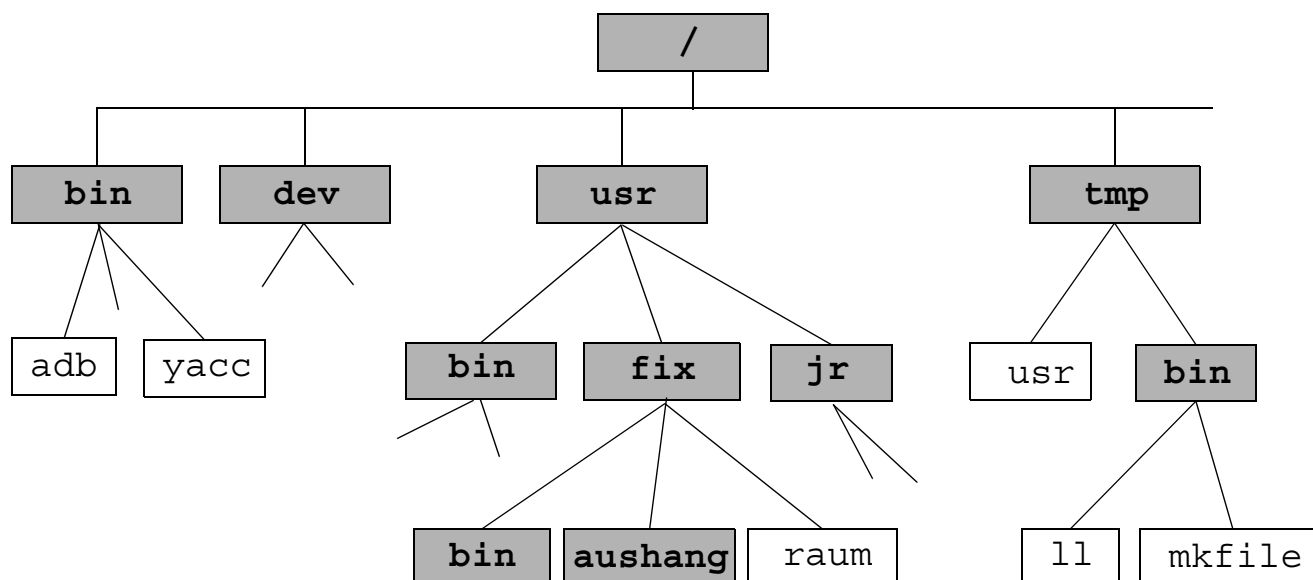 /
bin dev usr tmp
adb yacc bin fix jr usr bin
bin aushang raum ll mkfile